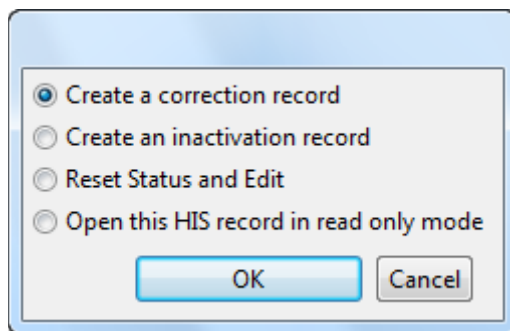 Create a correction record
Create an inactivation record
Reset Status and Edit
Open this HIS record in read only mode
OK Cancel